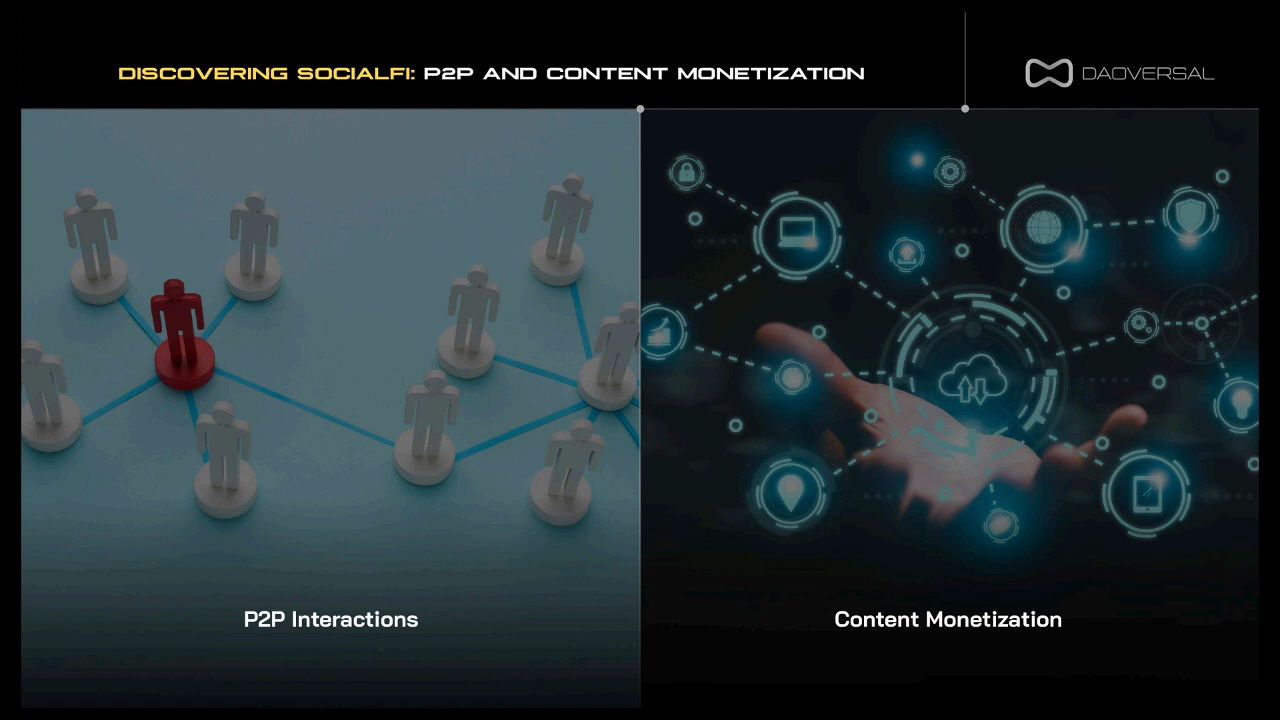 DISCOVERING SOCIALFI: P2P AND CONTENT MONETIZATION
DAOVERSAL
P2P Interactions
Content Monetization